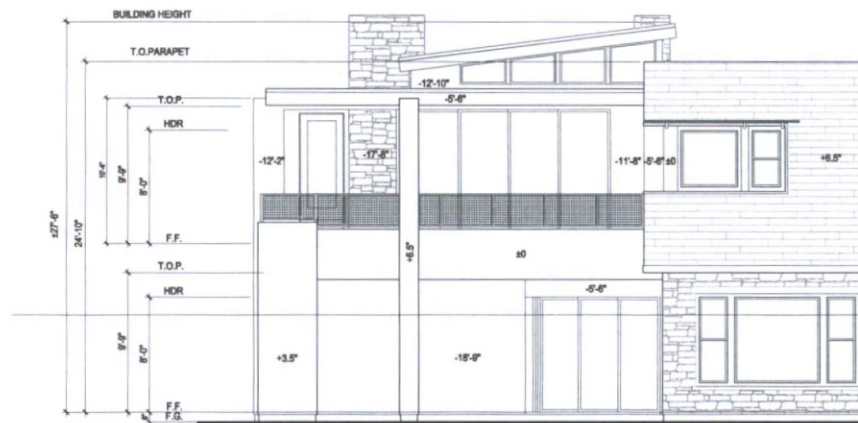 BUILDING HEIGHT
T.O.PARAPET
-12'-10"
T.O.P.
-5'-6"
HDR
-12'-2"
-17'-6"
-11'-8"
-5'-6"
±0
+6.5"
10'-4"
9'-9"
8'-0"
±27'-6"
24'-10"
F.F.
+6.5"
±0
T.O.P.
HDR
-5'-6"
9'-9"
8'-0"
+3.5"
-18'-9"
F.F.
F.G.